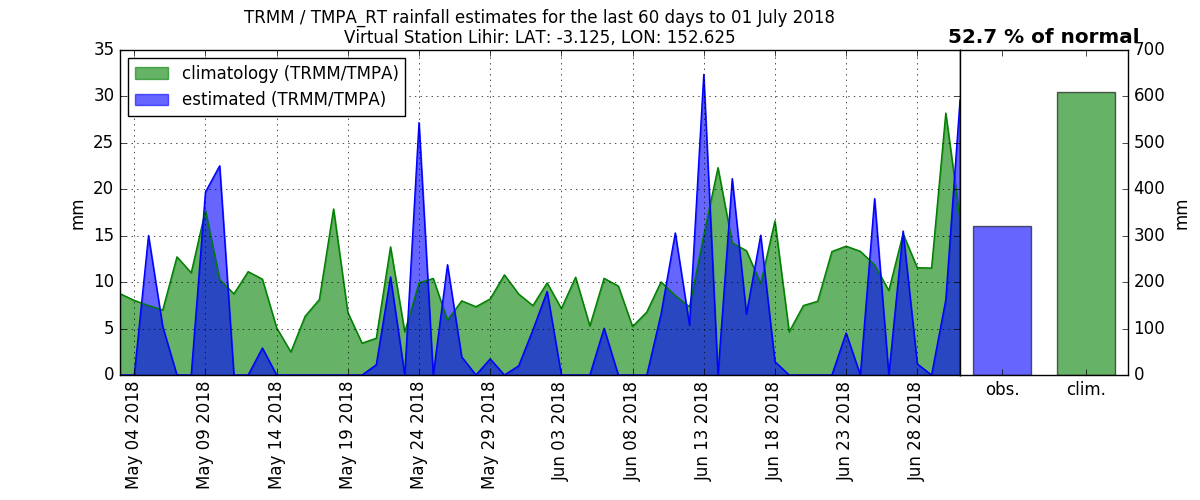 TRMM / TMPA_RT rainfall estimates for the last 60 days to 01 July 2018
Virtual Station Lihir: LAT: -3.125, LON: 152.625
52.7 % of normal
climatology (TRMM/TMPA)
estimated (TRMM/TMPA)
35
30
25
20
15
10
5
0
mm
May 04 2018
May 09 2018
May 14 2018
May 19 2018
May 24 2018
May 29 2018
Jun 03 2018
Jun 08 2018
Jun 13 2018
Jun 18 2018
Jun 23 2018
Jun 28 2018
obs.
clim.
700
600
500
400
300
200
100
0
mm